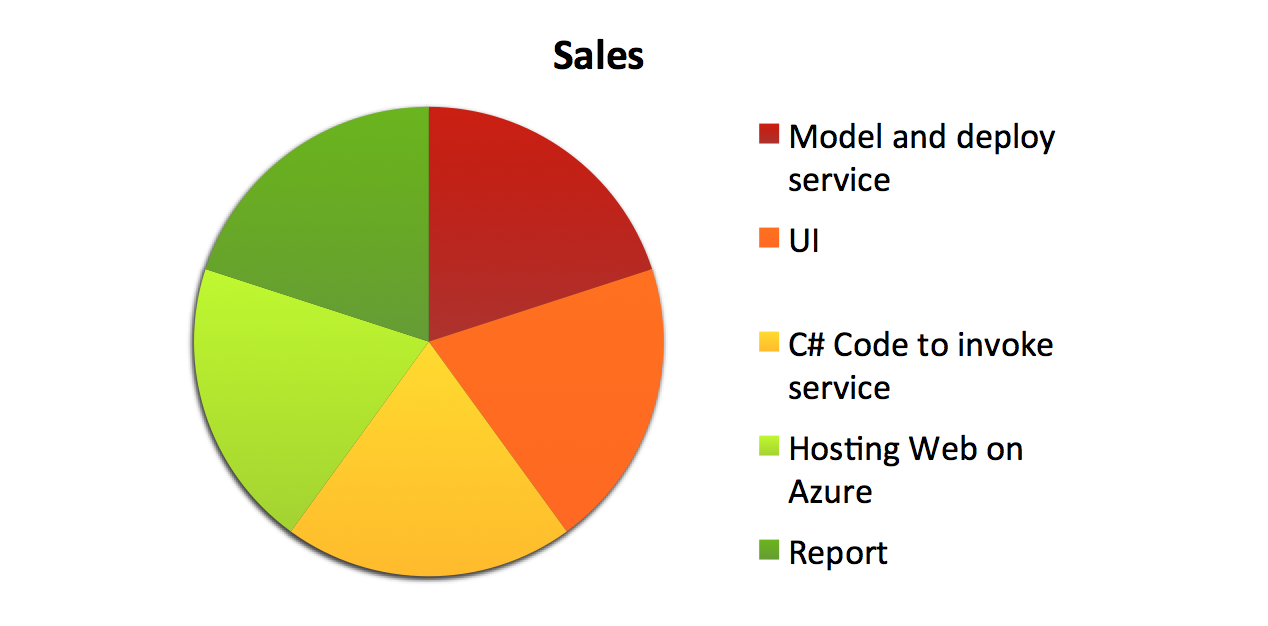 Sales
Model and deploy
service
UI
C# Code to invoke
service
Hosting Web on
Azure
Report